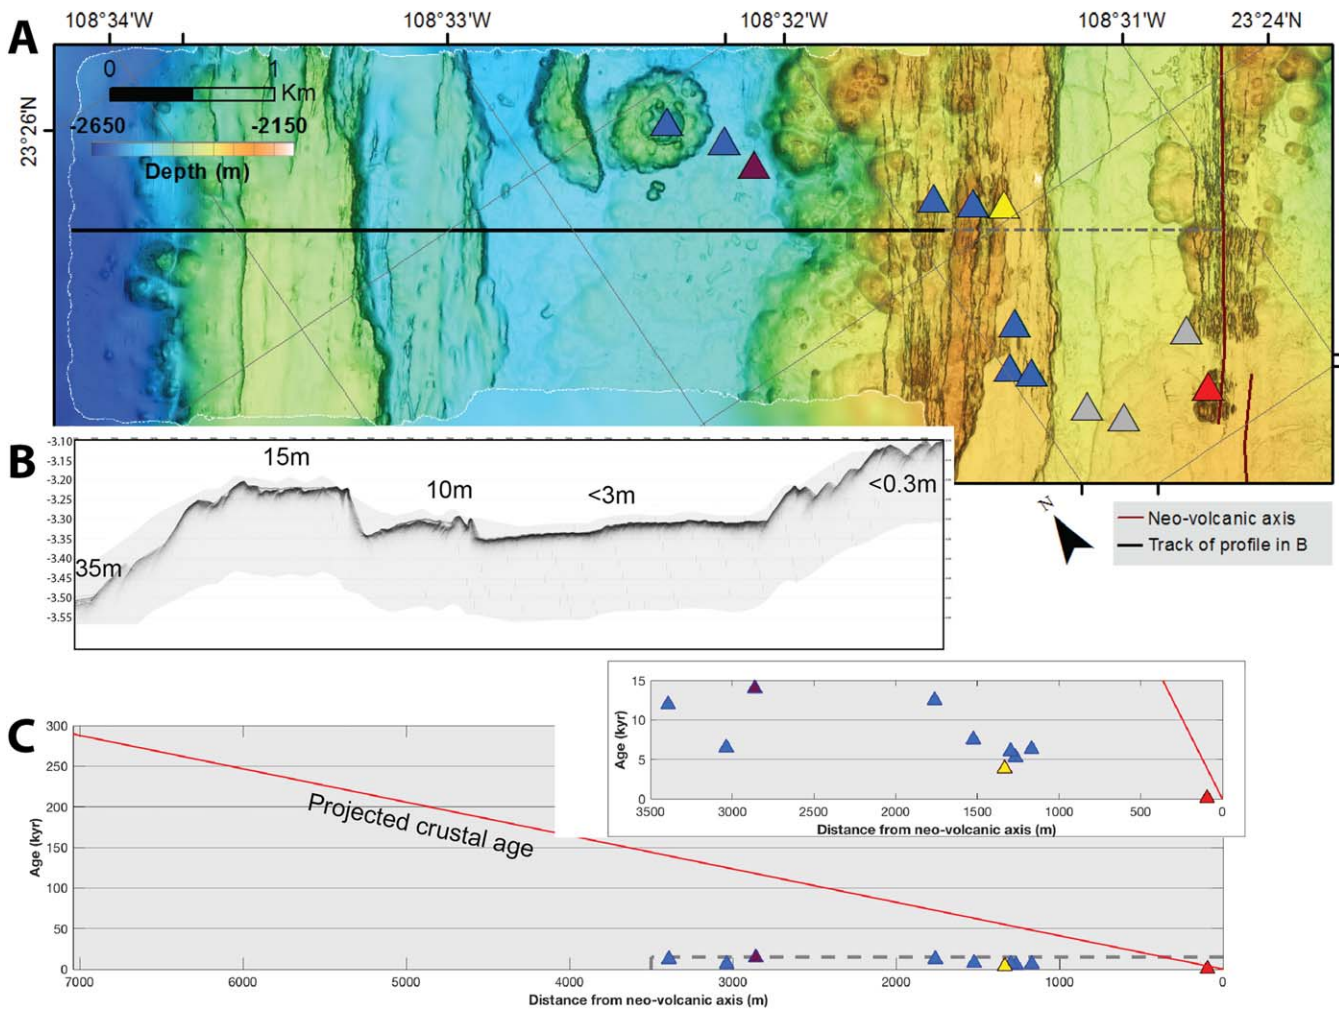 108°34'W 108°33'W 108°32'W 108°31'W 23°24'N
A
0 1
Km
-2650 -2150
Depth (m)
23°26'N
B
-3.10
-3.15
-3.20
-3.25
-3.30
-3.35
-3.40
-3.45
-3.50
-3.55
15m
10m
<3m
<0.3m
35m
N
Neo-volcanic axis
Track of profile in B
C
15
10
5
0
Age (kyr)
3500 3000 2500 2000 1500 1000 500 0
Distance from neo-volcanic axis (m)
300
250
200
150
100
50
0
Age (kyr)
Projected crustal age
7000 6000 5000 4000 3000 2000 1000 0
Distance from neo-volcanic axis (m)